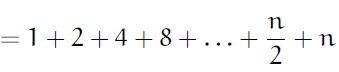 = 1 + 2 + 4 + 8 + ... + n/2 + n